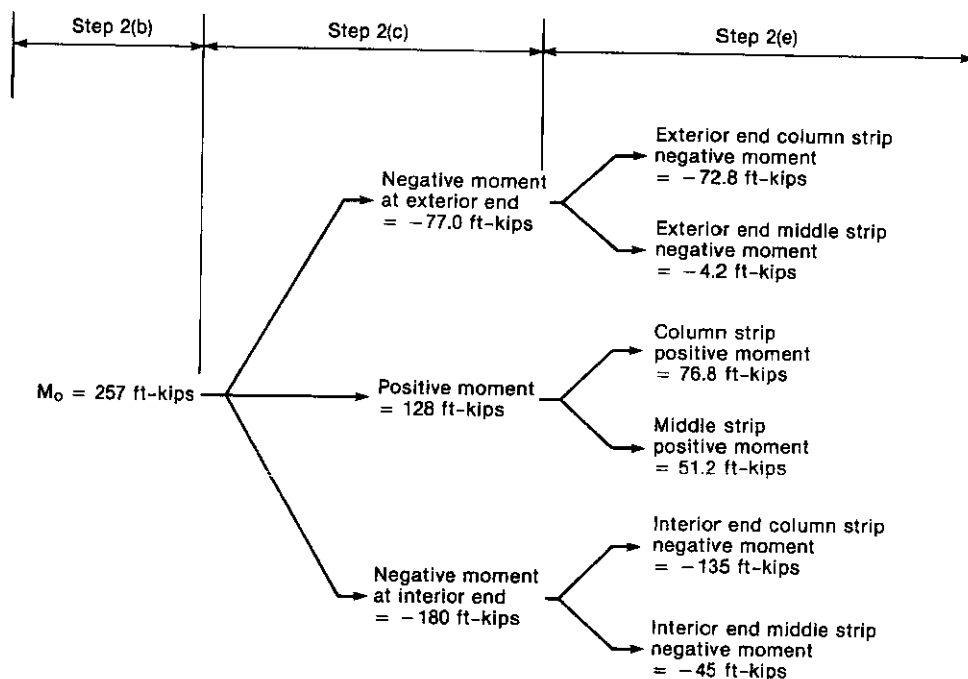 Step 2(b)
Step 2(c)
Step 2(e)
Exterior end column strip
negative moment
= −72.8 ft-kips
Negative moment
at exterior end
= −77.0 ft-kips
Exterior end middle strip
negative moment
= −4.2 ft-kips
Column strip
positive moment
= 76.8 ft-kips
M₀ = 257 ft-kips
Positive moment
= 128 ft-kips
Middle strip
positive moment
= 51.2 ft-kips
Interior end column strip
negative moment
= −135 ft-kips
Negative moment
at interior end
= −180 ft-kips
Interior end middle strip
negative moment
= −45 ft-kips